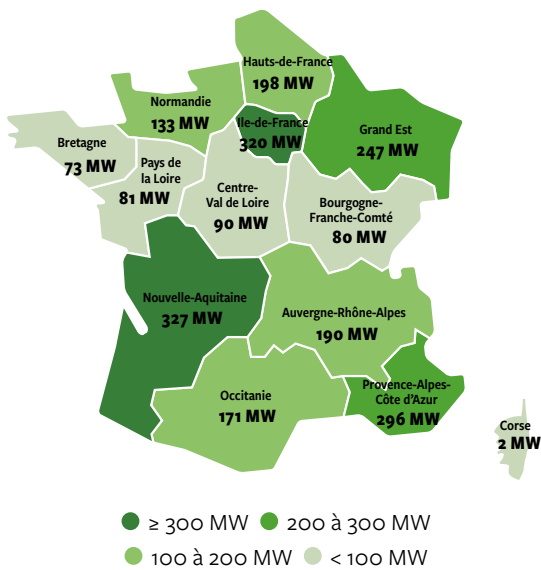 Hauts-de-France
198 MW
Normandie
133 MW
Ile-de-France
320 MW
Grand Est
247 MW
Bretagne
73 MW
Pays de
la Loire
81 MW
Centre-
Val de Loire
90 MW
Bourgogne-
Franche-Comté
80 MW
Nouvelle-Aquitaine
327 MW
Auvergne-Rhône-Alpes
190 MW
Occitanie
171 MW
Provence-Alpes-
Côte d'Azur
296 MW
Corse
2 MW
≥ 300 MW
200 à 300 MW
100 à 200 MW
< 100 MW